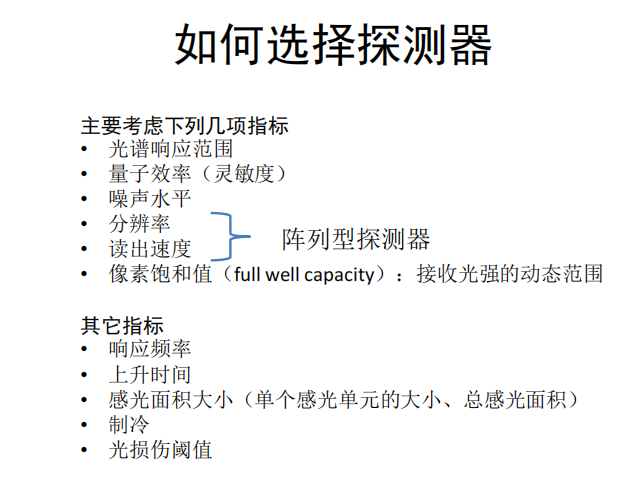 如何选择探测器
主要考虑下列几项指标
• 光谱响应范围
• 量子效率（灵敏度）
• 噪声水平
• 分辨率
• 读出速度
阵列型探测器
• 像素饱和值（full well capacity）：接收光强的动态范围
其它指标
• 响应频率
• 上升时间
• 感光面积大小（单个感光单元的大小、总感光面积）
• 制冷
• 光损伤阈值